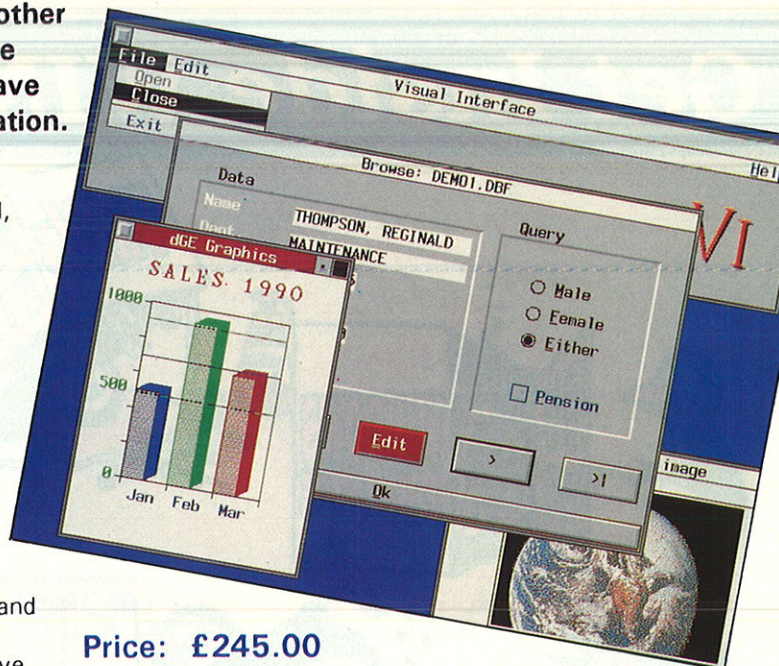 other
e
ave
ation.
,
and
ve
Price: £245.00
Visual Interface
File Edit
Help
Open
Close
Exit
VI
Browse: DEMO1.DBF
Data
Name THOMPSON, REGINALD
Dept. MAINTENANCE
Query
Male
Female
Either
Pension
Edit > >|
Ok
dGE Graphics
SALES 1990
1000
500
0
Jan Feb Mar
image